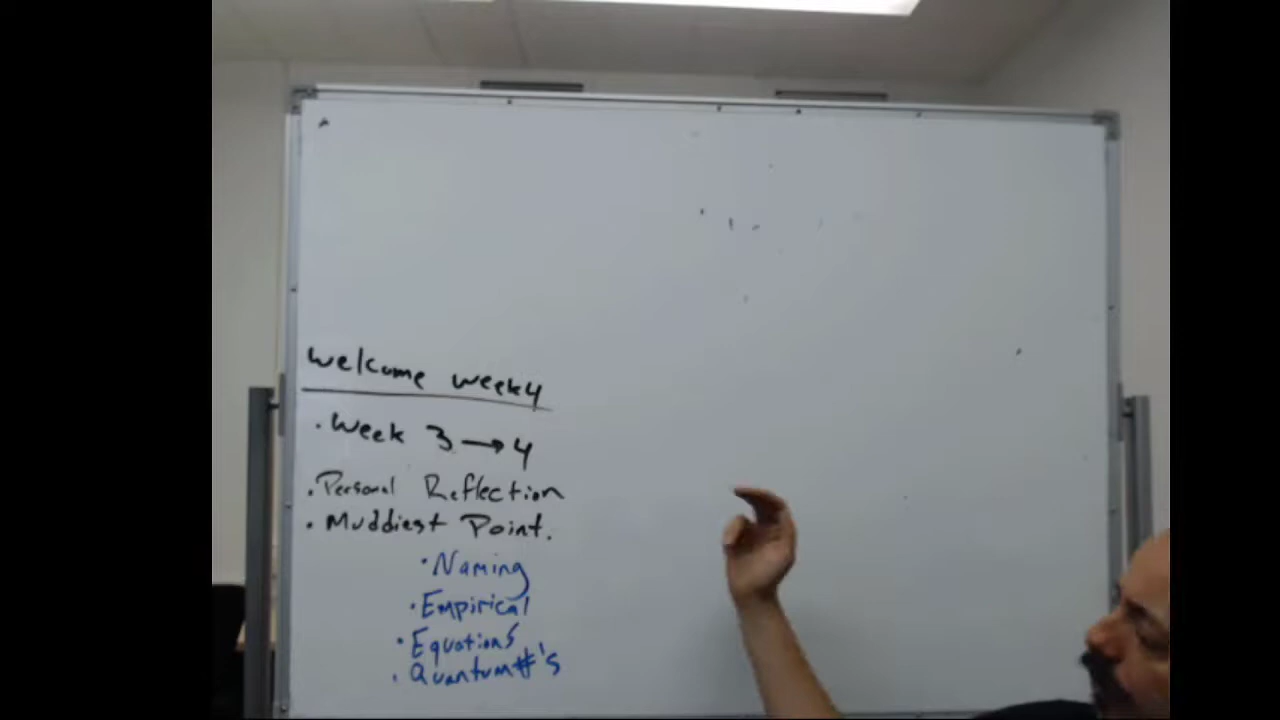 Welcome week4
• Week 3 → 4
• Personal Reflection
• Muddiest Point.
• Naming
• Empirical
• Equations
• Quantum#'s